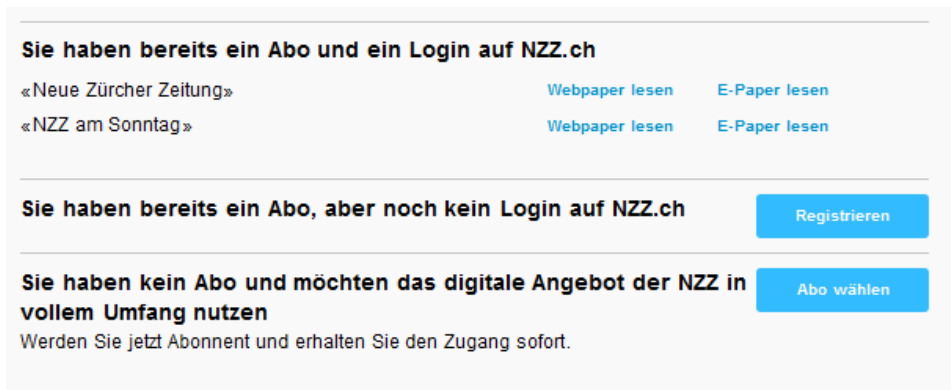 Sie haben bereits ein Abo und ein Login auf NZZ.ch
«Neue Zürcher Zeitung» Webpaper lesen E-Paper lesen
«NZZ am Sonntag» Webpaper lesen E-Paper lesen
Sie haben bereits ein Abo, aber noch kein Login auf NZZ.ch Registrieren
Sie haben kein Abo und möchten das digitale Angebot der NZZ in Abo wählen
vollem Umfang nutzen
Werden Sie jetzt Abonnent und erhalten Sie den Zugang sofort.